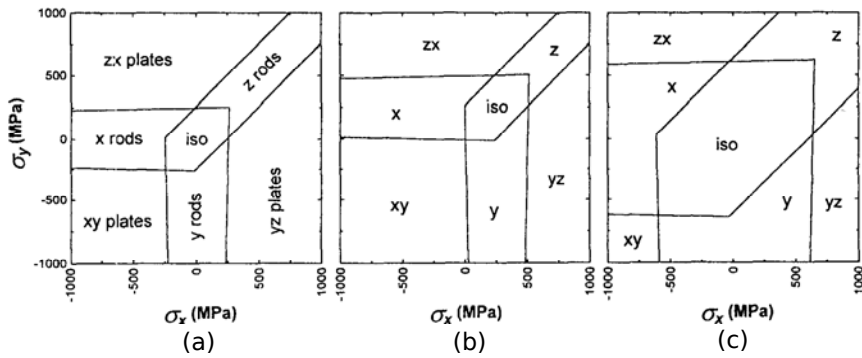 σy (MPa)
1000
500
0
-500
-1000
zx plates
z rods
x rods
iso
xy plates
y rods
yz plates
-1000
-500
0
500
1000
σx (MPa)
(a)
zx
z
x
iso
xy
y
yz
-1000
-500
0
500
1000
σx (MPa)
(b)
zx
z
x
iso
xy
y
yz
-1000
-500
0
500
1000
σx (MPa)
(c)